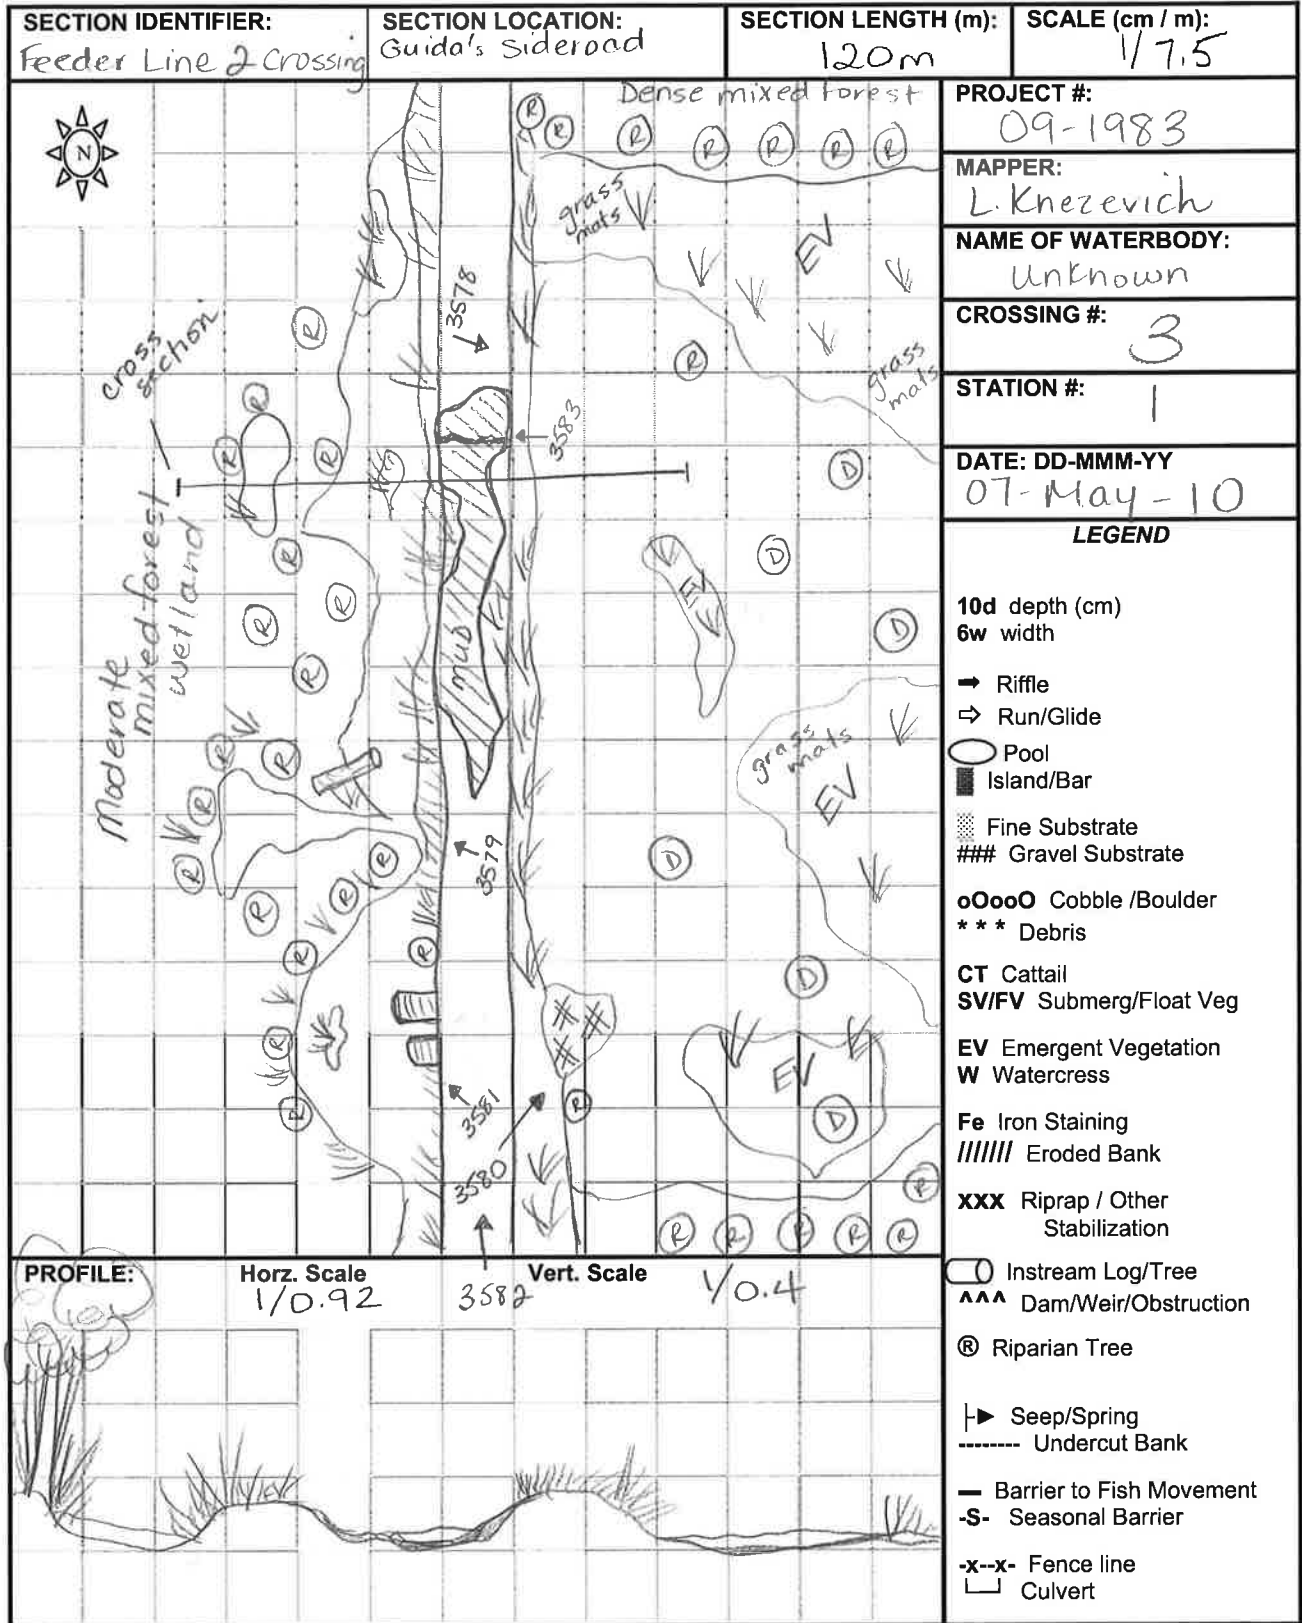 SECTION IDENTIFIER:
Feeder Line 2 Crossing
SECTION LOCATION:
Guida's Sideroad
SECTION LENGTH (m):
120m
SCALE (cm / m):
1/7.5
PROJECT #:
09-1983
MAPPER:
L. Knezevich
NAME OF WATERBODY:
Unknown
CROSSING #:
3
STATION #:
1
DATE: DD-MMM-YY
07-May-10
N
Dense mixed forest
R R R R R R R
grass
mats
EV
3578
cross
section
R
R
grass
mats
R
3583
R R
D
Moderate
mixed forest
wetland
R
D
EV
R R
D
mud
R
grass
mats
EV
R R
R
3579
R
R
D
R R
R R
D
R
EV
3581
R
R
D
3580
R
R R R R R
LEGEND
10d depth (cm)
6w width
Riffle
Run/Glide
Pool
Island/Bar
Fine Substrate
### Gravel Substrate
oOooO Cobble /Boulder
* * * Debris
CT Cattail
SV/FV Submerg/Float Veg
EV Emergent Vegetation
W Watercress
Fe Iron Staining
/////// Eroded Bank
XXX Riprap / Other
Stabilization
Instream Log/Tree
^^^ Dam/Weir/Obstruction
® Riparian Tree
Seep/Spring
-------- Undercut Bank
Barrier to Fish Movement
-S- Seasonal Barrier
-x--x- Fence line
Culvert
PROFILE:
Horz. Scale
1/0.92
3582
Vert. Scale
1/0.4